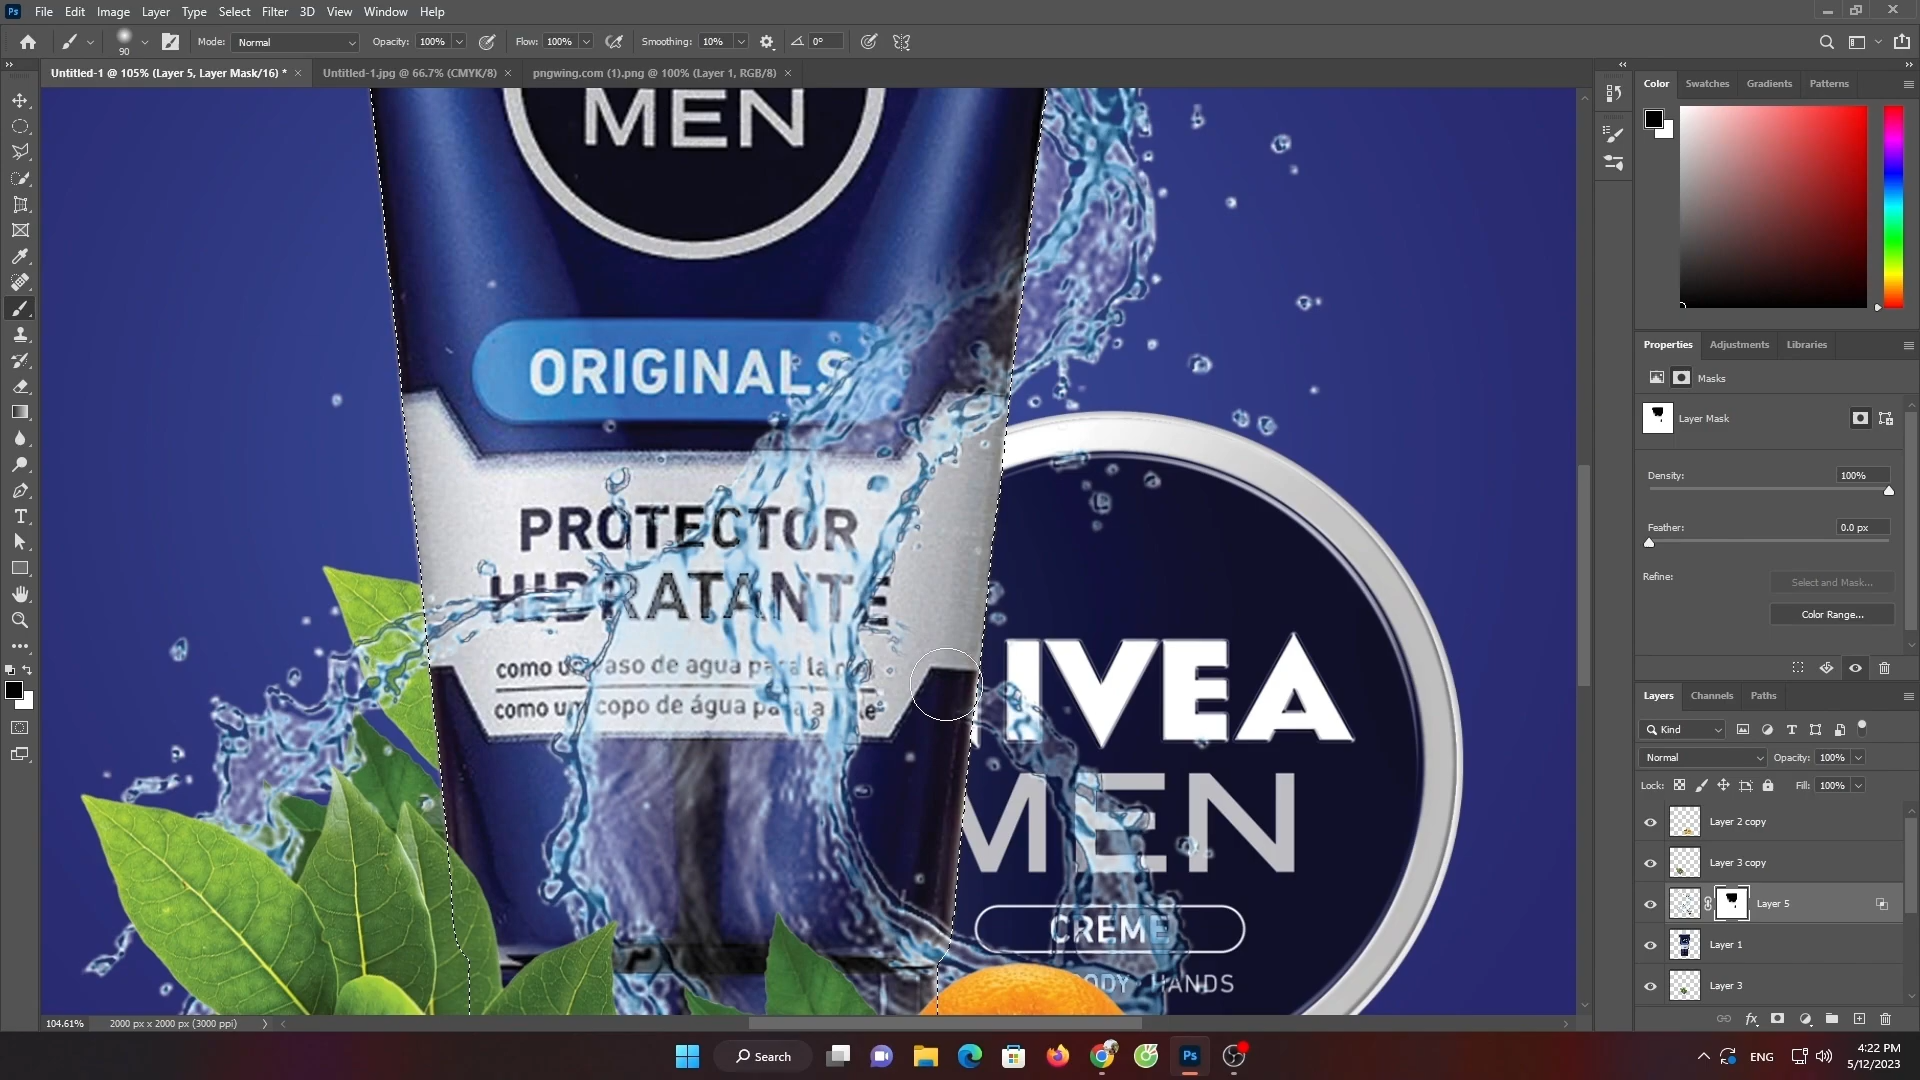 Ps File Edit Image Layer Type Select Filter 3D View Window Help
90 Mode: Normal Opacity: 100% Flow: 100% Smoothing: 10% 0°
Untitled-1 @ 105% (Layer 5, Layer Mask/16) * Untitled-1.jpg @ 66.7% (CMYK/8) pngwing.com (1).png @ 100% (Layer 1, RGB/8)
MEN
ORIGINALS
PROTECTOR
HIDRATANTE
como un vaso de agua para la
como um copo de água para a
IVEA
MEN
CREME
BODY HANDS
104.61% 2000 px x 2000 px (3000 ppi)
Color Swatches Gradients Patterns
Properties Adjustments Libraries
Masks
Layer Mask
Density: 100%
Feather: 0.0 px
Refine: Select and Mask...
Color Range...
Layers Channels Paths
Kind
Normal Opacity: 100%
Lock: Fill: 100%
Layer 2 copy
Layer 3 copy
Layer 5
Layer 1
Layer 3
fx
Search Ps ENG 4:22 PM
5/12/2023